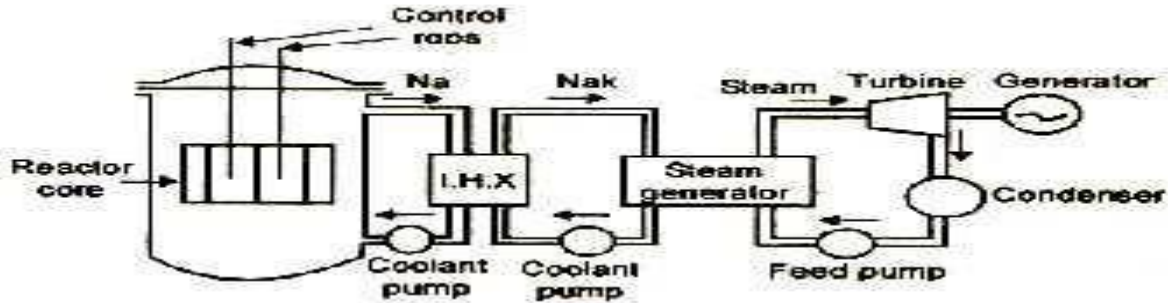 Control
rods
Na
Nak
Steam
Turbine
Generator
Reactor
core
I.H.X
Steam
generator
Condenser
Coolant
pump
Coolant
pump
Feed pump